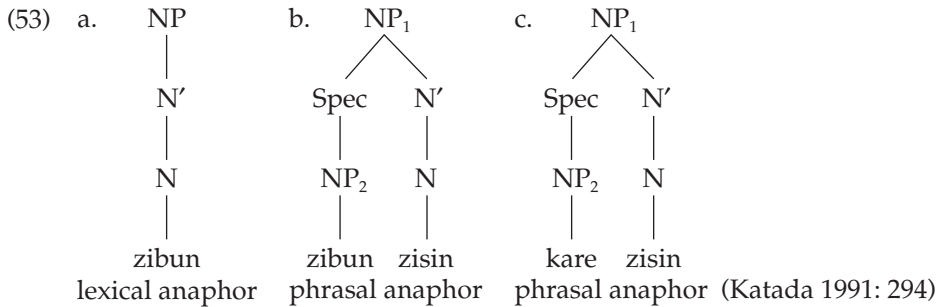 (53) a. NP b. NP₁ c. NP₁
N′ Spec N′ Spec N′
N NP₂ N NP₂ N
zibun zibun zisin kare zisin
lexical anaphor phrasal anaphor phrasal anaphor (Katada 1991: 294)